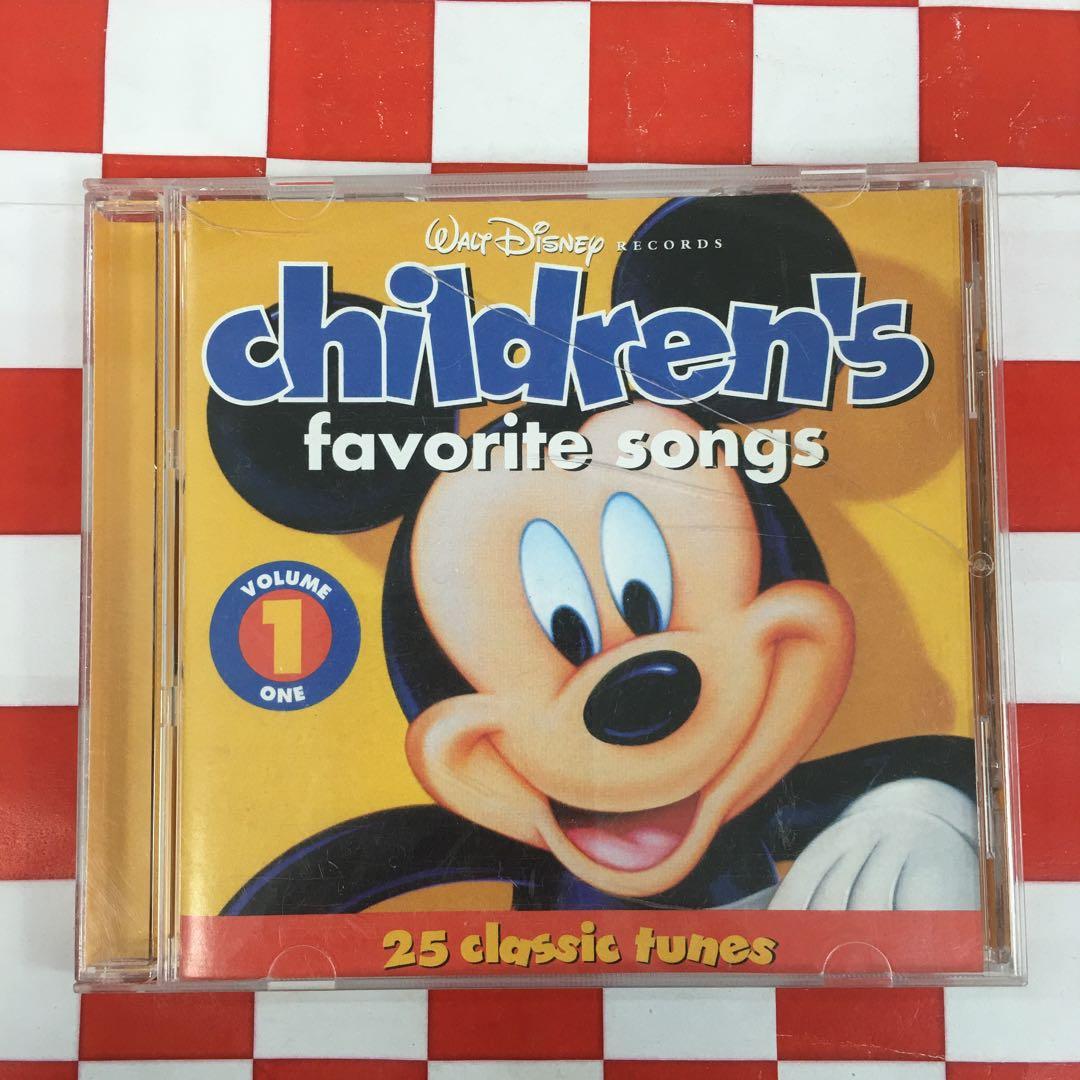 WALT DISNEY RECORDS
children's
favorite songs
VOLUME
1
ONE
25 classic tunes